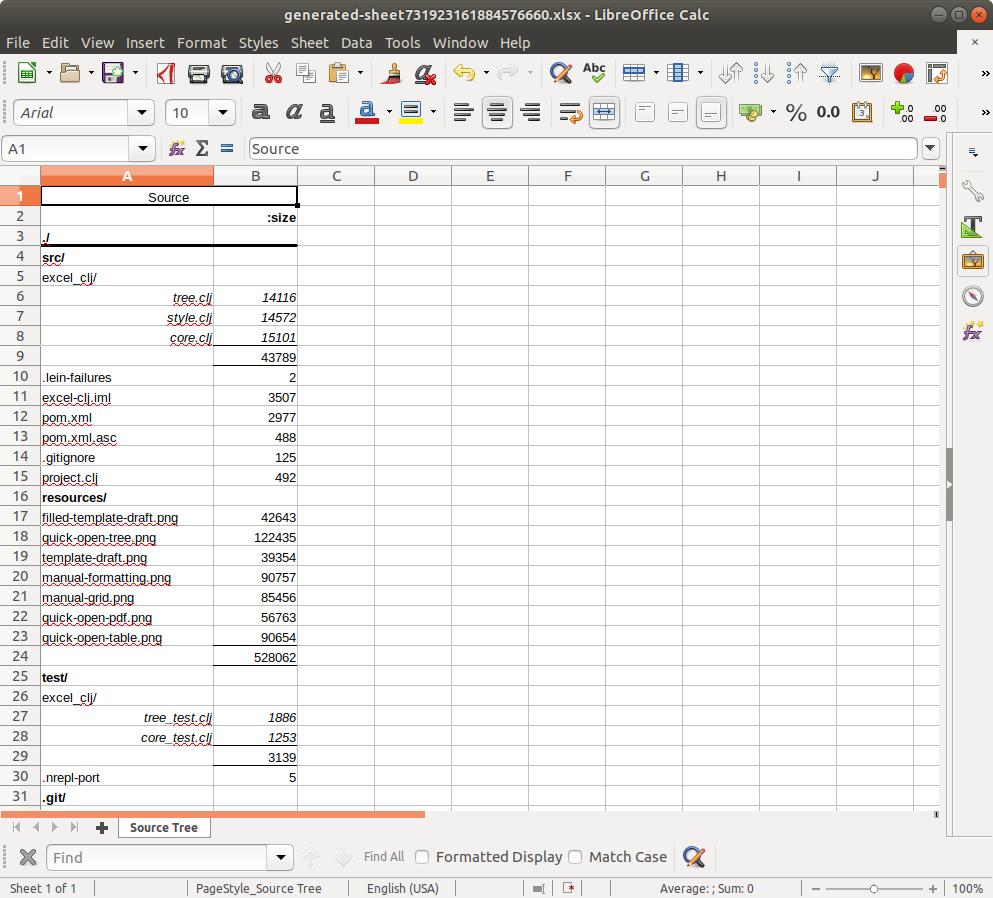 generated-sheet731923161884576660.xlsx - LibreOffice Calc
File Edit View Insert Format Styles Sheet Data Tools Window Help
Abc
Arial 10 a a a a % 0.0 .0 .00
A1 fx Σ = Source
A B C D E F G H I J
1 Source
2 :size
3 ./
4 src/
5 excel_clj/
6 tree.clj 14116
7 style.clj 14572
8 core.clj 15101
9 43789
10 .lein-failures 2
11 excel-clj.iml 3507
12 pom.xml 2977
13 pom.xml.asc 488
14 .gitignore 125
15 project.clj 492
16 resources/
17 filled-template-draft.png 42643
18 quick-open-tree.png 122435
19 template-draft.png 39354
20 manual-formatting.png 90757
21 manual-grid.png 85456
22 quick-open-pdf.png 56763
23 quick-open-table.png 90654
24 528062
25 test/
26 excel_clj/
27 tree_test.clj 1886
28 core_test.clj 1253
29 3139
30 .nrepl-port 5
31 .git/
Source Tree
Find Find All Formatted Display Match Case
Sheet 1 of 1 PageStyle_Source Tree English (USA) Average: ; Sum: 0 100%